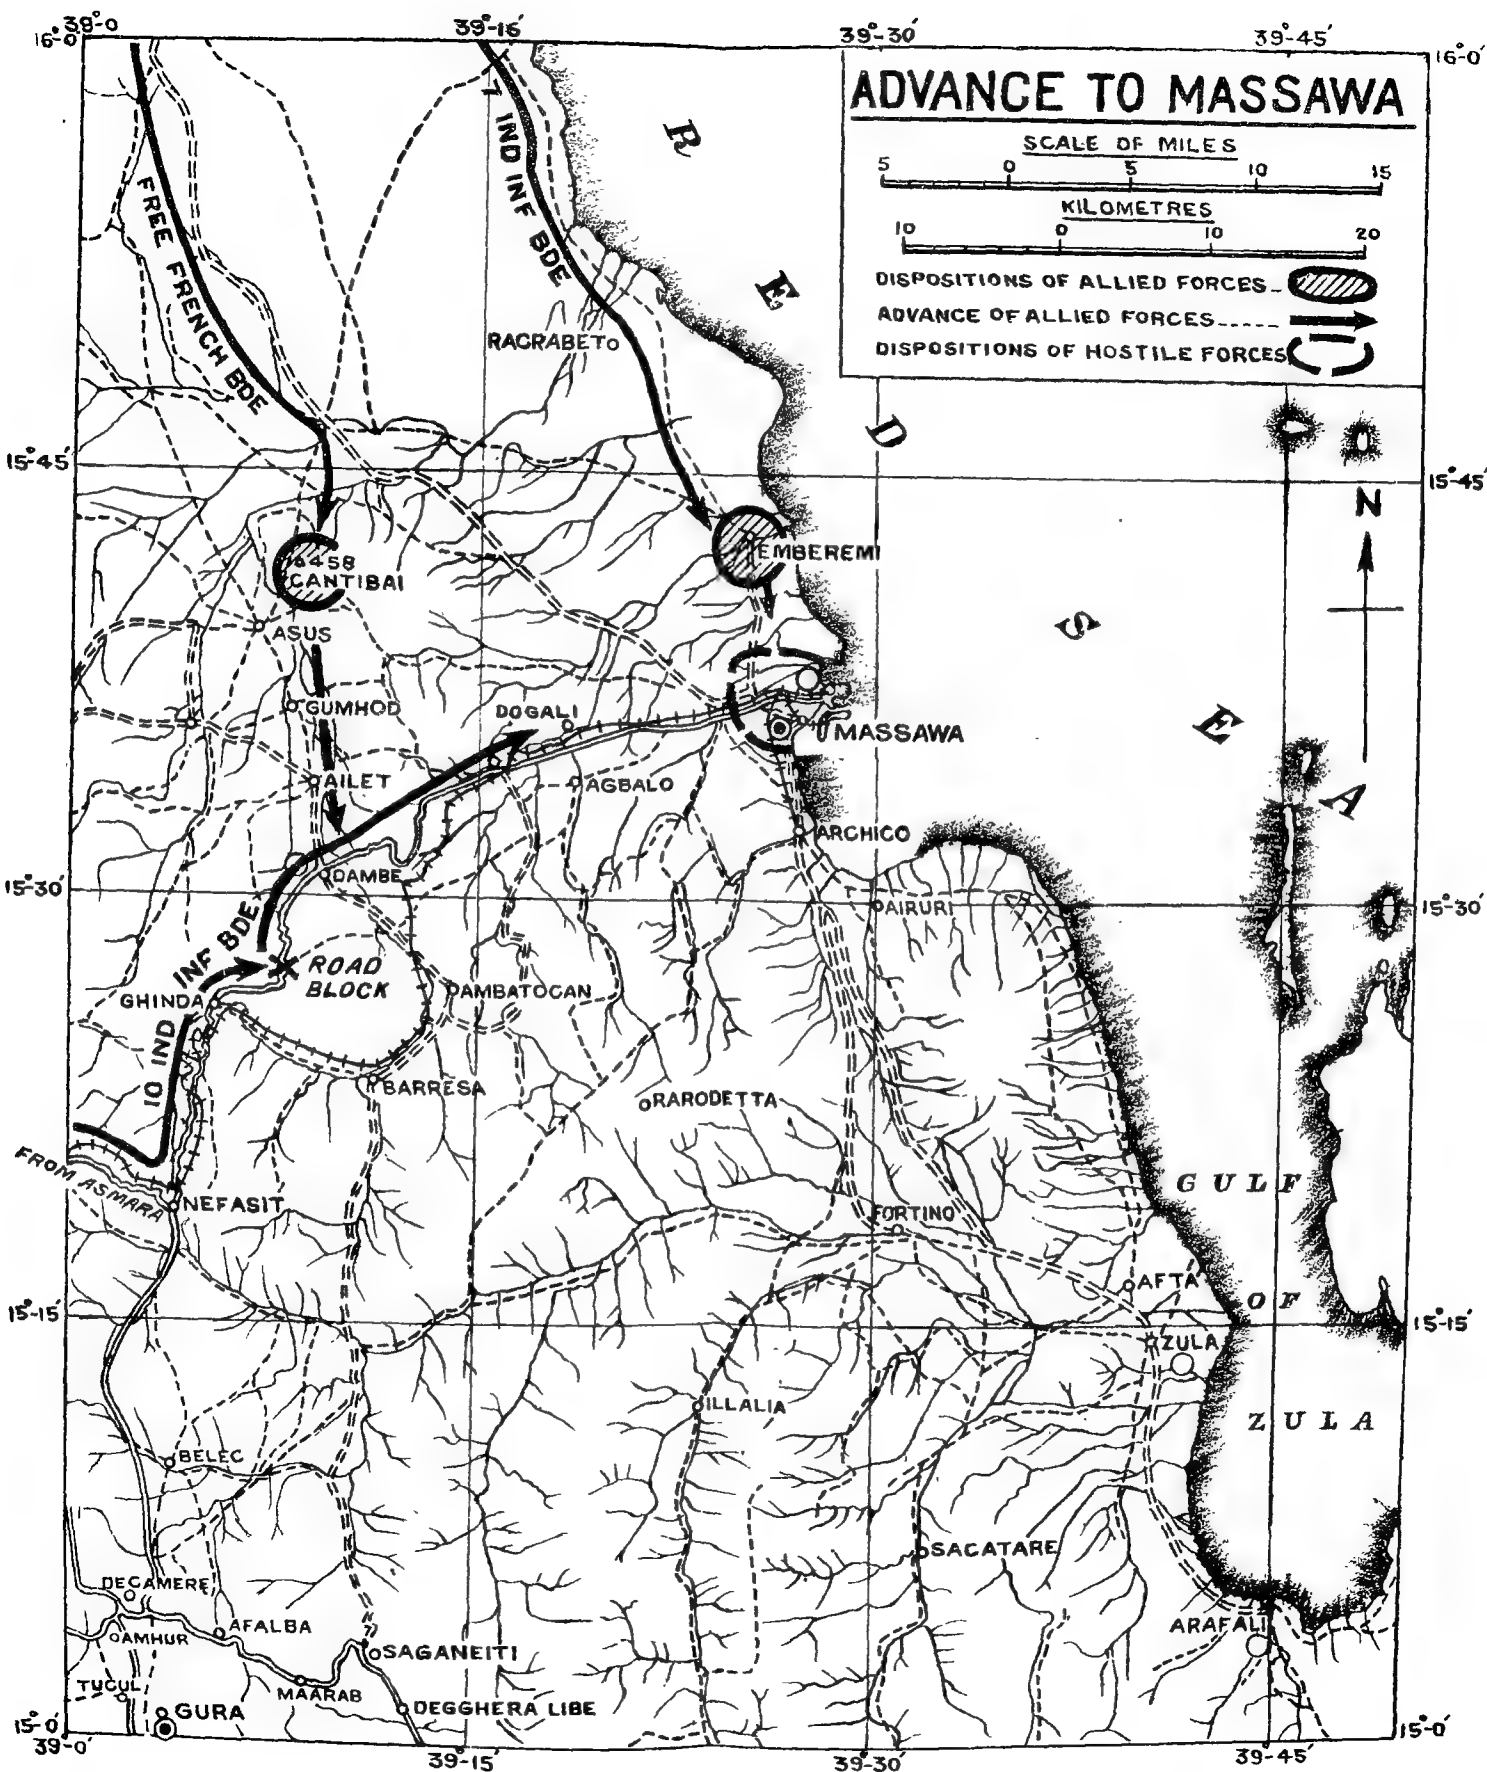 38°0
39°-16'
39°-30'
39°-45'
16°0'
16°-0'
ADVANCE TO MASSAWA
SCALE OF MILES
5 0 5 10 15
KILOMETRES
10 0 10 20
DISPOSITIONS OF ALLIED FORCES
ADVANCE OF ALLIED FORCES
DISPOSITIONS OF HOSTILE FORCES
FREE FRENCH BDE
7 IND INF BDE
RED SEA
RACRABETO
15°-45'
15°-45'
N
458
CANTIBAI
EMBEREMI
ASUS
GUMHOD
DOGALI
MASSAWA
AILET
AGBALO
ARCHICO
DAMBE
15°-30'
15°-30'
AIRURI
10 IND INF BDE
ROAD
BLOCK
GHINDA
AMBATOCAN
BARRESA
RARODETTA
FROM ASMARA
NEFASIT
FORTINO
GULF
OF
ZULA
AFTA
15°-15'
15°-15'
ZULA
ILLALIA
BELEC
SACATARE
DECAMERE
AMHUR
AFALBA
SAGANEITI
ARAFALI
TUCUL
MAARAB
GURA
DEGGHERA LIBE
15°-0'
15°-0'
39°-0'
39°-15'
39°-30'
39°-45'